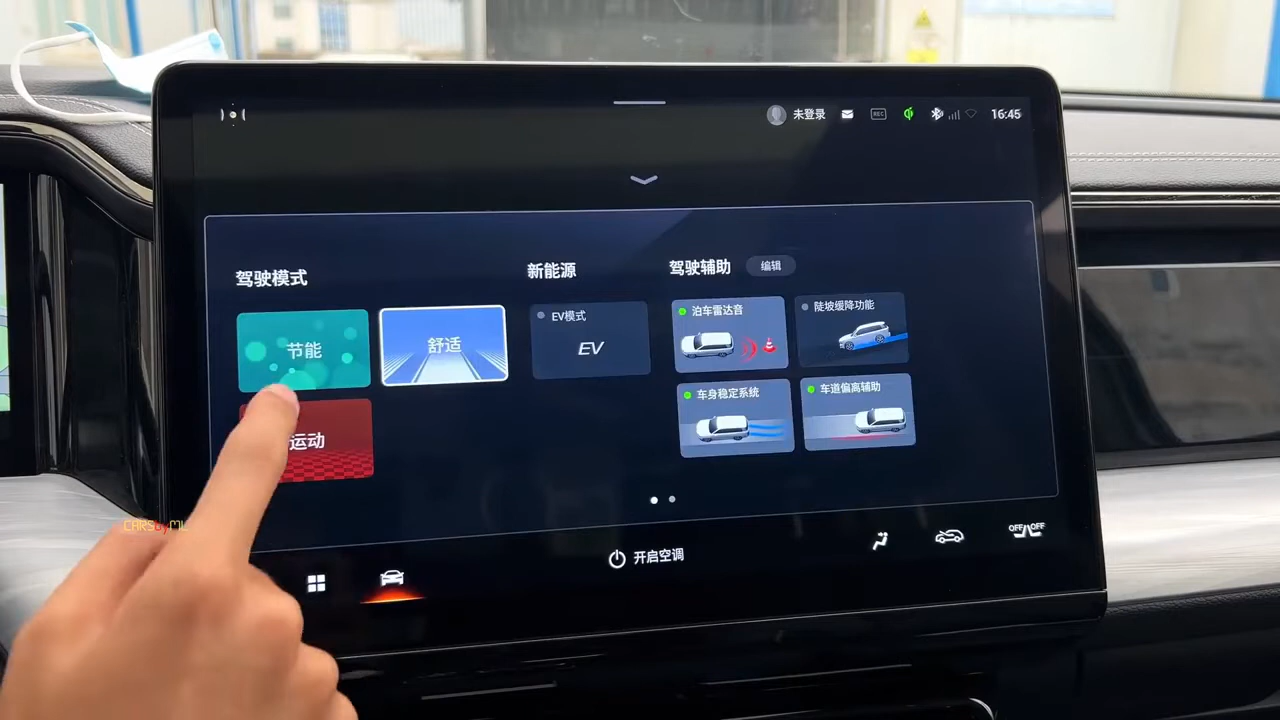 未登录
REC
16:45
驾驶模式
新能源
驾驶辅助
编辑
节能
舒适
EV模式
EV
泊车雷达音
陡坡缓降功能
运动
车身稳定系统
车道偏离辅助
开启空调
OFF
OFF
CARSbyML